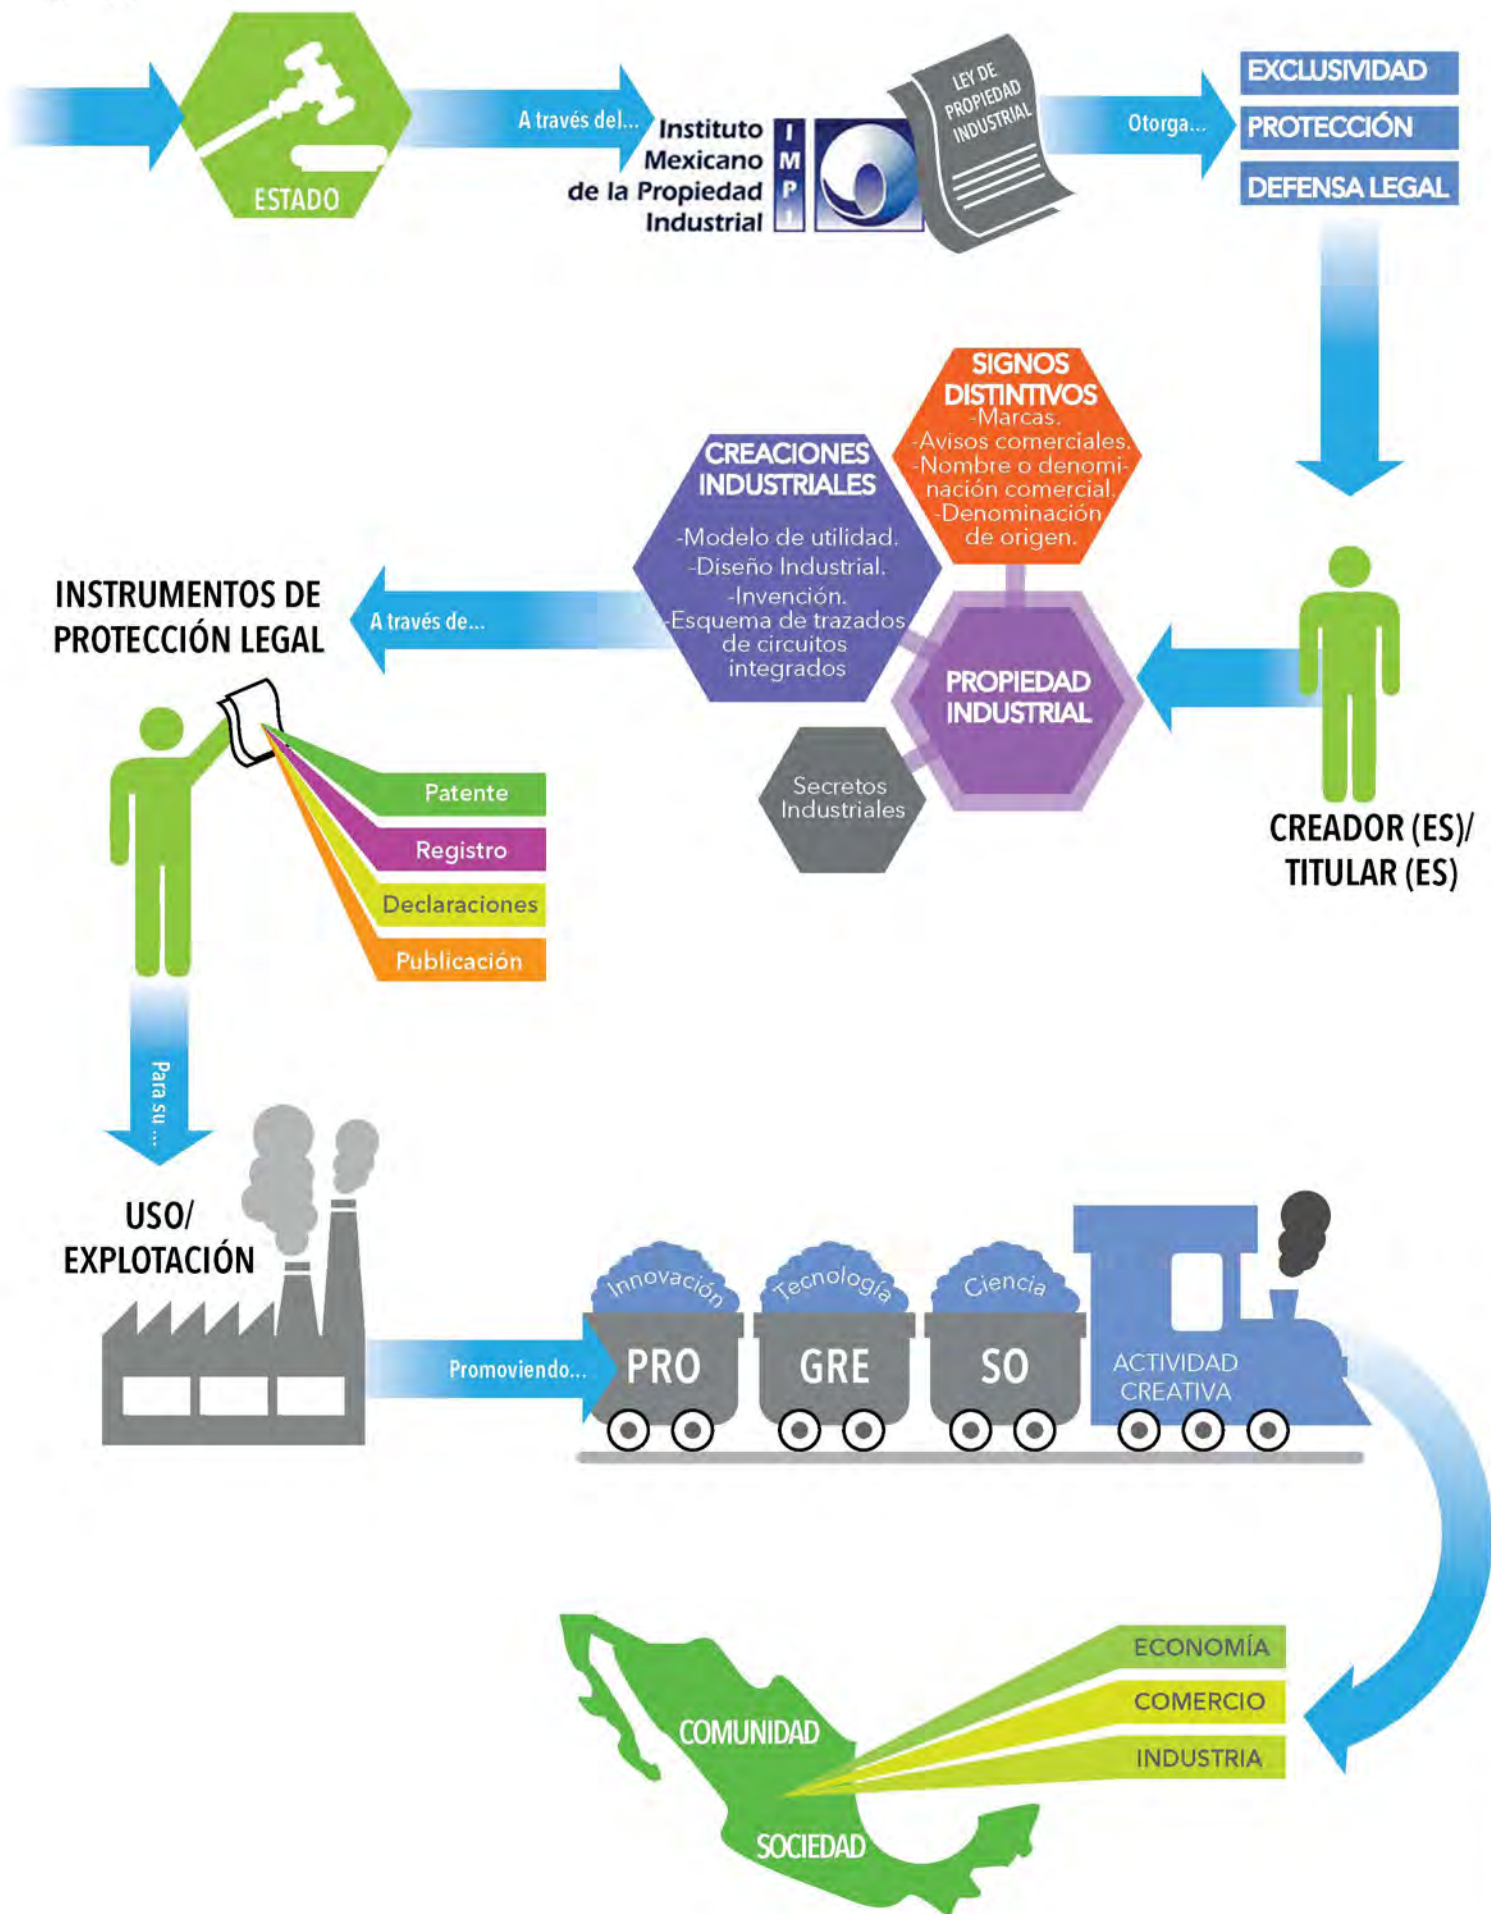 ESTADO
A través del...
Instituto
Mexicano
de la Propiedad
Industrial
I
M
P
I
LEY DE
PROPIEDAD
INDUSTRIAL
Otorga...
EXCLUSIVIDAD
PROTECCIÓN
DEFENSA LEGAL
SIGNOS
DISTINTIVOS
-Marcas.
-Avisos comerciales.
-Nombre o denomi-
nación comercial.
-Denominación
de origen.
CREACIONES
INDUSTRIALES
-Modelo de utilidad.
-Diseño Industrial.
-Invención.
-Esquema de trazados
de circuitos
integrados
PROPIEDAD
INDUSTRIAL
Secretos
Industriales
CREADOR (ES)/
TITULAR (ES)
A través de...
INSTRUMENTOS DE
PROTECCIÓN LEGAL
Patente
Registro
Declaraciones
Publicación
Para su ...
USO/
EXPLOTACIÓN
Promoviendo...
Innovación
Tecnología
Ciencia
PRO
GRE
SO
ACTIVIDAD
CREATIVA
ECONOMÍA
COMERCIO
INDUSTRIA
COMUNIDAD
SOCIEDAD